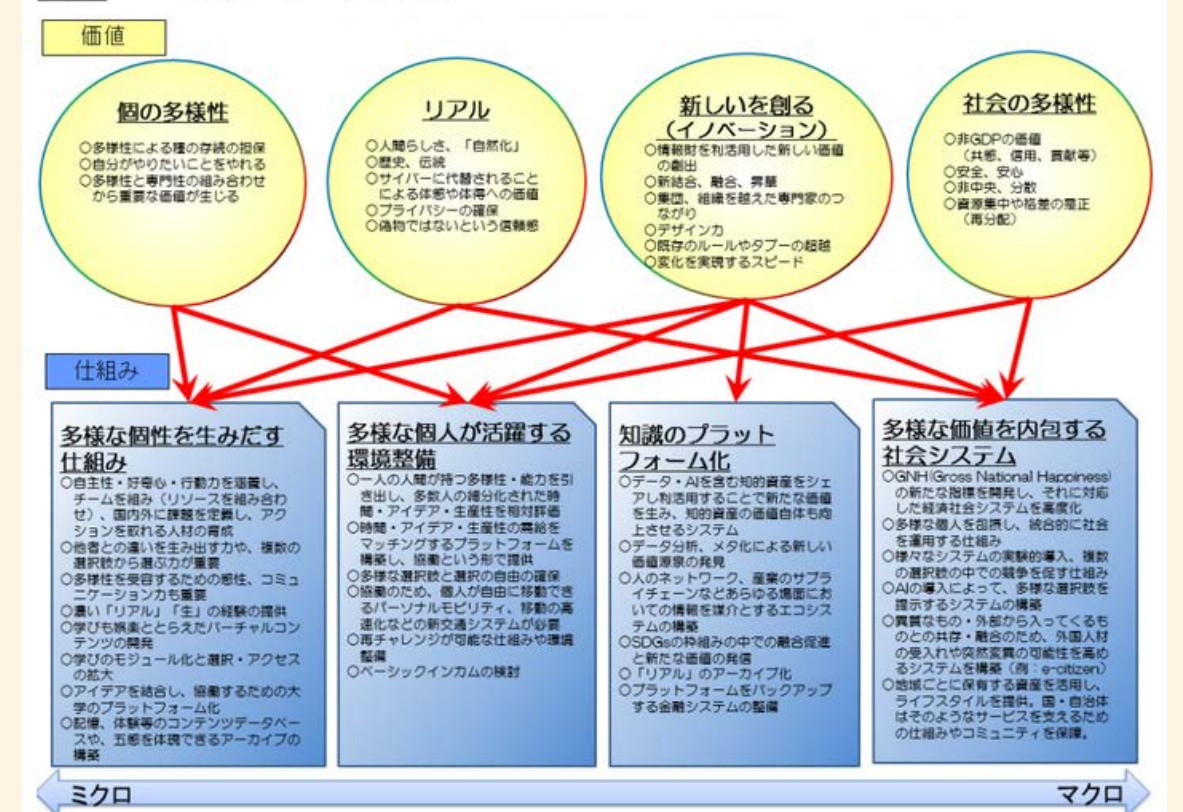 価値
個の多様性
○多様性による種の存続の担保
○自分がやりたいことをやれる
○多様性と専門性の組み合わせ
から重要な価値が生じる
リアル
○人間らしさ、「自然化」
○歴史、伝統
○サイバーに代替されること
による体感や体得への価値
○プライバシーの確保
○偽物ではないという信頼感
新しいを創る
（イノベーション）
○情報財を利活用した新しい価値
の創出
○新結合、融合、昇華
○集団、組織を越えた専門家のつ
ながり
○デザイン力
○既存のルールやタブーの超越
○変化を実現するスピード
社会の多様性
○非GDPの価値
（共感、信用、貢献等）
○安全、安心
○非中央、分散
○資源集中や格差の是正
（再分配）
仕組み
多様な個性を生みだす
仕組み
○自主性・好奇心・行動力を涵養し、
チームを組み（リソースを組み合わ
せ）、国内外に課題を定義し、アク
ションを取れる人材の育成
○他者との違いを生み出す力や、複数の
選択肢から選ぶ力が重要
○多様性を受容するための感性、コミュ
ニケーション力も重要
○濃い「リアル」「生」の経験の提供
○学びも娯楽ととらえたバーチャルコン
テンツの開発
○学びのモジュール化と選択・アクセス
の拡大
○アイデアを結合し、協働するための大
学のプラットフォーム化
○記憶、体験等のコンテンツデータベー
スや、五感を体現できるアーカイブの
構築
多様な個人が活躍する
環境整備
○一人の人間が持つ多様性・能力を引
き出し、多数人の細分化された時
間・アイデア・生産性を相対評価
○時間・アイデア・生産性の需給を
マッチングするプラットフォームを
構築し、協働という形で提供
○多様な選択肢と選択の自由の確保
○協働のため、個人が自由に移動でき
るパーソナルモビリティ、移動の高
速化などの新交通システムが必要
○再チャレンジが可能な仕組みや環境
整備
○ベーシックインカムの検討
知識のプラット
フォーム化
○データ・AIを含む知的資産をシェ
アし利活用することで新たな価値
を生み、知的資産の価値自体も向
上させるシステム
○データ分析、メタ化による新しい
価値源泉の発見
○人のネットワーク、産業のサプラ
イチェーンなどあらゆる場面にお
いての情報を媒介とするエコシス
テムの構築
○SDGsの枠組みの中での融合促進
と新たな価値の発信
○「リアル」のアーカイブ化
○プラットフォームをバックアップ
する金融システムの整備
多様な価値を内包する
社会システム
○GNH(Gross National Happiness)
の新たな指標を開発し、それに対応
した経済社会システムを高度化
○多様な個人を包摂し、統合的に社会
を運用する仕組み
○様々なシステムの実験的導入、複数
の選択肢の中での競争を促す仕組み
○AIの導入によって、多様な選択肢を
提示するシステムの構築
○異質なもの・外部から入ってくるも
のとの共存・融合のため、外国人材
の受入れや突然変異の可能性を高め
るシステムを構築（例：e-citizen）
○地域ごとに保有する資産を活用し、
ライフスタイルを提供。国・自治体
はそのようなサービスを支えるため
の仕組みやコミュニティを保障。
ミクロ
マクロ